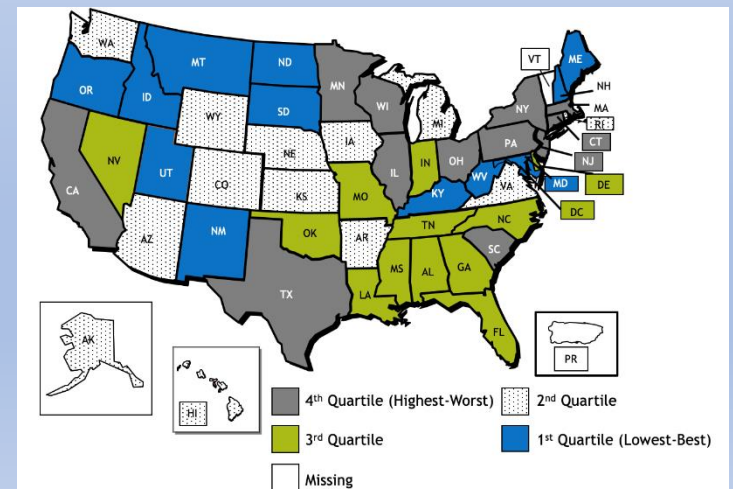 WA
VT
ME
MT
ND
OR
MN
NH
ID
SD
WI
NY
MA
WY
MI
RI
CT
IA
PA
NE
NJ
NV
OH
IL
IN
UT
CO
WV
MD
DE
CA
KS
MO
KY
VA
DC
NC
TN
AZ
OK
NM
AR
SC
MS
AL
GA
TX
LA
FL
AK
PR
HI
4th Quartile (Highest-Worst)
2nd Quartile
3rd Quartile
1st Quartile (Lowest-Best)
Missing